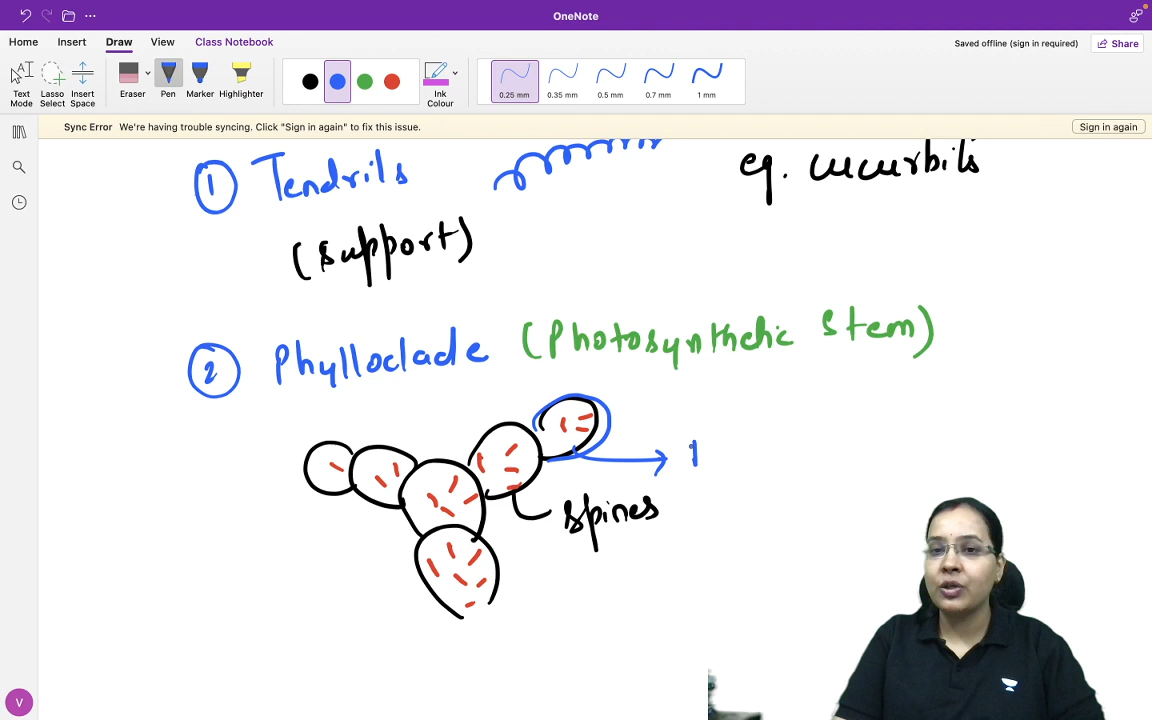 OneNote
Home Insert Draw View Class Notebook
Saved offline (sign in required) Share
Text Mode
Lasso Select
Insert Space
Eraser
Pen
Marker
Highlighter
Ink Colour
0.25 mm 0.35 mm 0.5 mm 0.7 mm 1 mm
Sync Error We're having trouble syncing. Click "Sign in again" to fix this issue. Sign in again
① Tendrils eg. cucurbits
(support)
② Phylloclade (Photosynthetic Stem)
spines
V